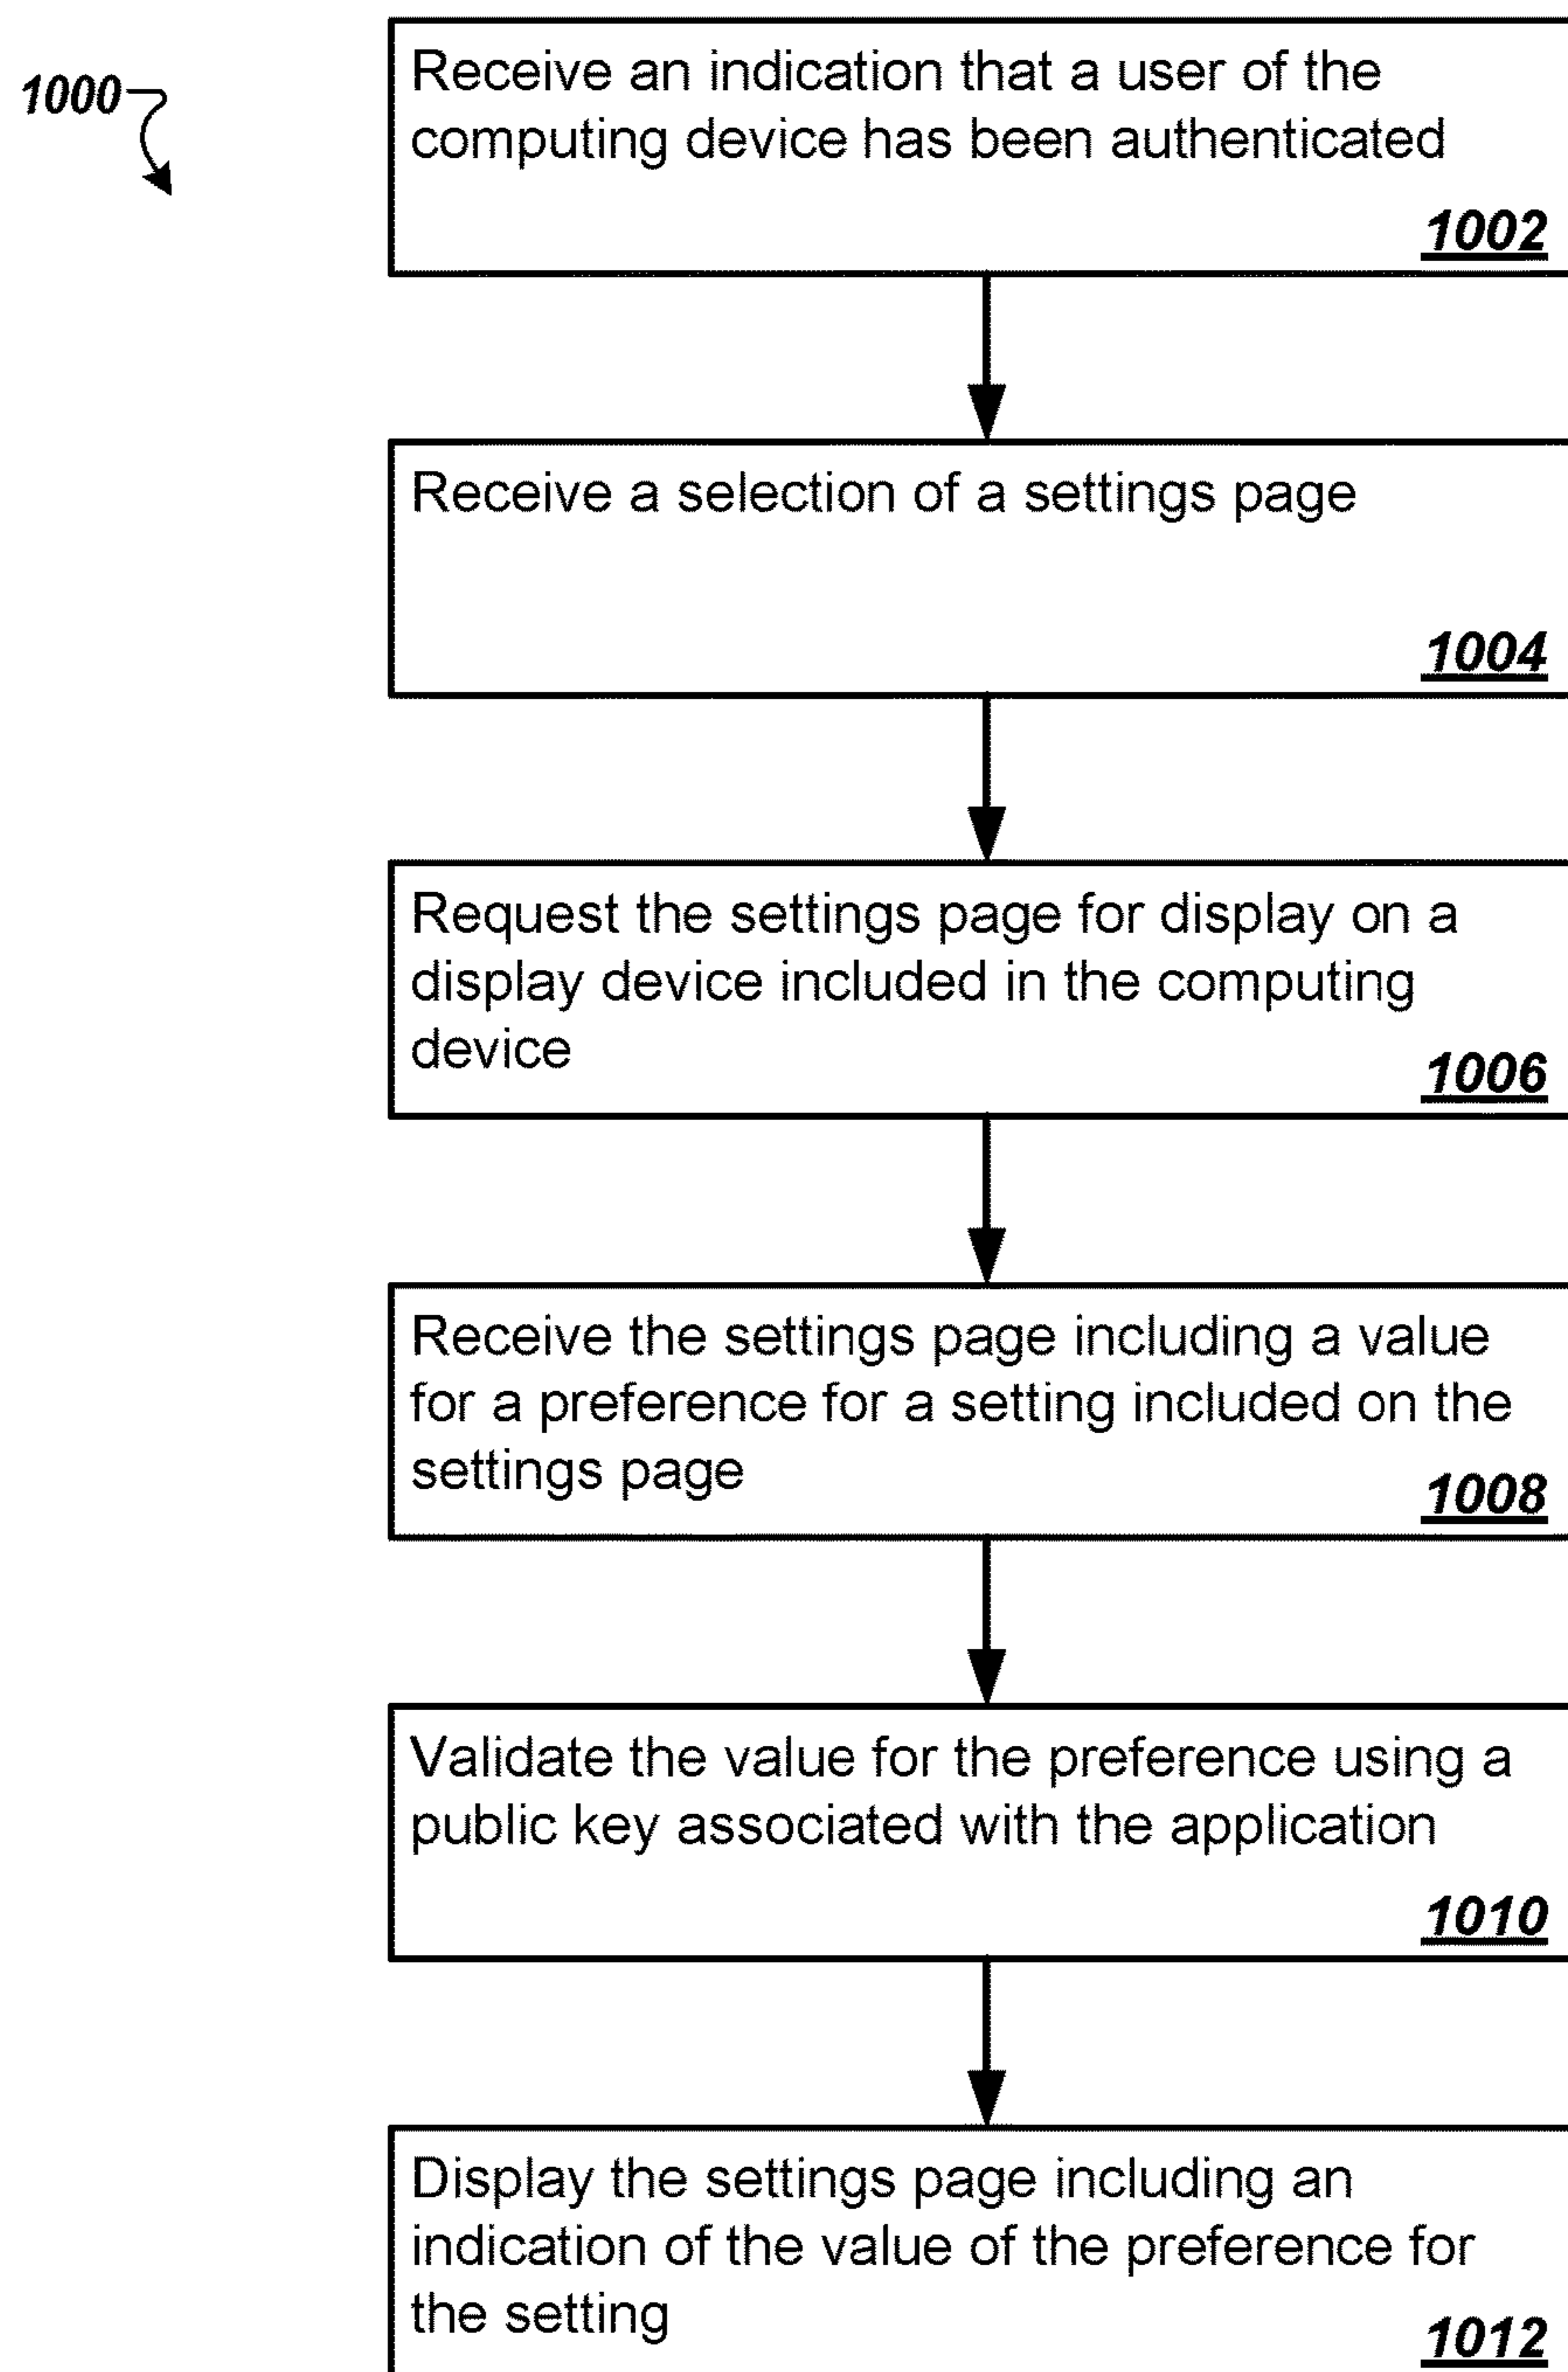 1000
Receive an indication that a user of the
computing device has been authenticated
1002
Receive a selection of a settings page
1004
Request the settings page for display on a
display device included in the computing
device
1006
Receive the settings page including a value
for a preference for a setting included on the
settings page
1008
Validate the value for the preference using a
public key associated with the application
1010
Display the settings page including an
indication of the value of the preference for
the setting
1012